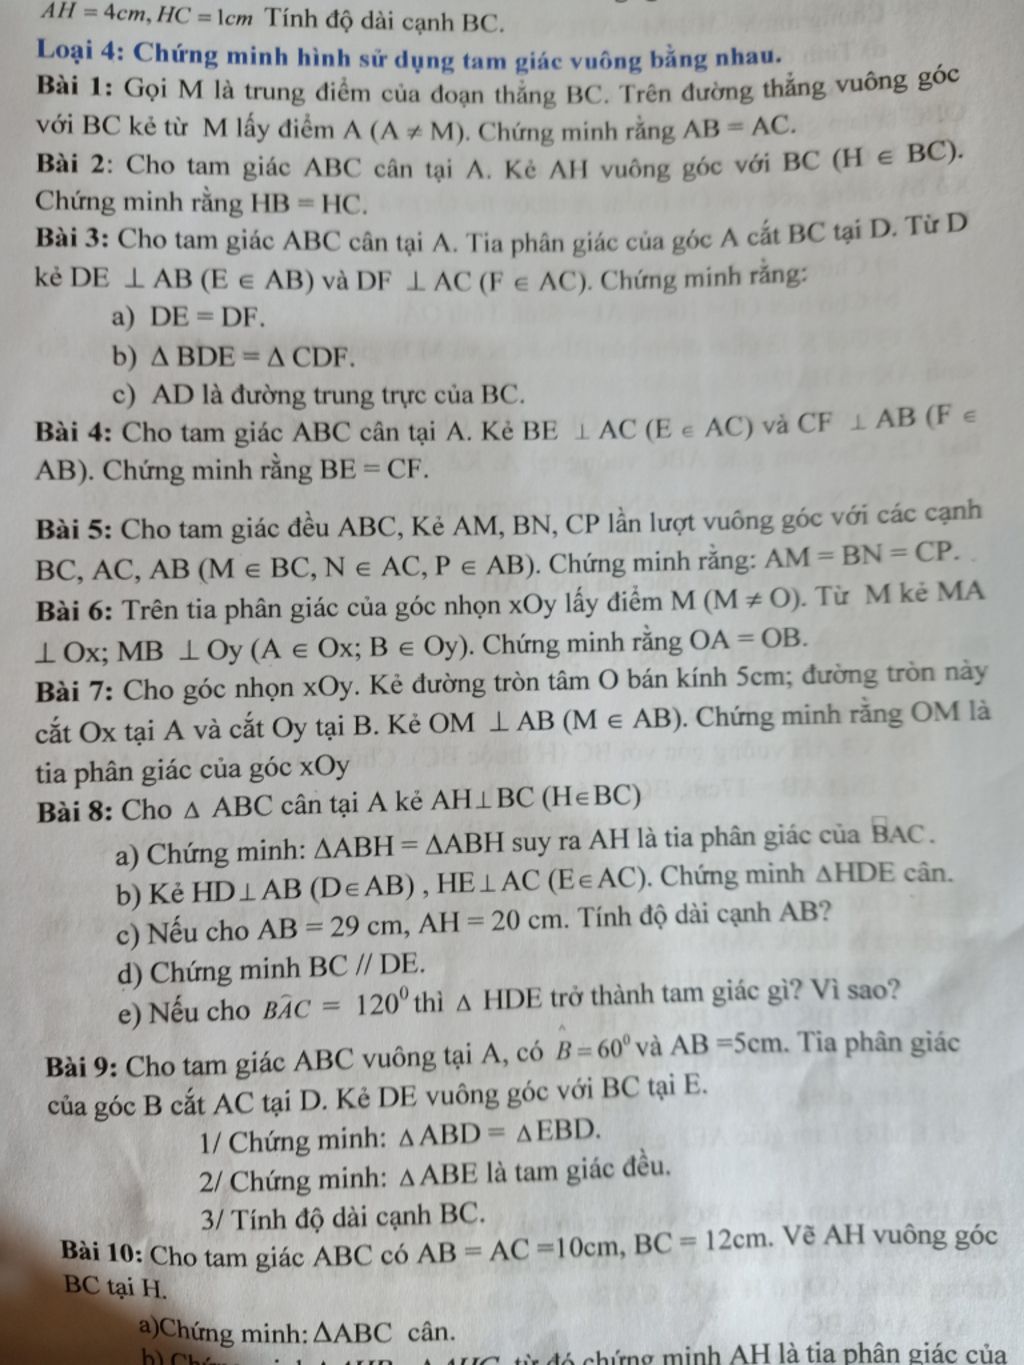 AH = 4cm, HC = 1cm Tính độ dài cạnh BC.
Loại 4: Chứng minh hình sử dụng tam giác vuông bằng nhau.
Bài 1: Gọi M là trung điểm của đoạn thẳng BC. Trên đường thẳng vuông góc
với BC kẻ từ M lấy điểm A (A ≠ M). Chứng minh rằng AB = AC.
Bài 2: Cho tam giác ABC cân tại A. Kẻ AH vuông góc với BC (H ∈ BC).
Chứng minh rằng HB = HC.
Bài 3: Cho tam giác ABC cân tại A. Tia phân giác của góc A cắt BC tại D. Từ D
kẻ DE ⊥ AB (E ∈ AB) và DF ⊥ AC (F ∈ AC). Chứng minh rằng:
a) DE = DF.
b) Δ BDE = Δ CDF.
c) AD là đường trung trực của BC.
Bài 4: Cho tam giác ABC cân tại A. Kẻ BE ⊥ AC (E ∈ AC) và CF ⊥ AB (F ∈
AB). Chứng minh rằng BE = CF.
Bài 5: Cho tam giác đều ABC, Kẻ AM, BN, CP lần lượt vuông góc với các cạnh
BC, AC, AB (M ∈ BC, N ∈ AC, P ∈ AB). Chứng minh rằng: AM = BN = CP.
Bài 6: Trên tia phân giác của góc nhọn xOy lấy điểm M (M ≠ O). Từ M kẻ MA
⊥ Ox; MB ⊥ Oy (A ∈ Ox; B ∈ Oy). Chứng minh rằng OA = OB.
Bài 7: Cho góc nhọn xOy. Kẻ đường tròn tâm O bán kính 5cm; đường tròn này
cắt Ox tại A và cắt Oy tại B. Kẻ OM ⊥ AB (M ∈ AB). Chứng minh rằng OM là
tia phân giác của góc xOy
Bài 8: Cho Δ ABC cân tại A kẻ AH⊥BC (H∈BC)
a) Chứng minh: ΔABH = ΔABH suy ra AH là tia phân giác của BAC.
b) Kẻ HD⊥AB (D∈AB) , HE⊥AC (E∈AC). Chứng minh ΔHDE cân.
c) Nếu cho AB = 29 cm, AH = 20 cm. Tính độ dài cạnh AB?
d) Chứng minh BC // DE.
e) Nếu cho BÂC = 120⁰ thì Δ HDE trở thành tam giác gì? Vì sao?
Bài 9: Cho tam giác ABC vuông tại A, có B̂ = 60⁰ và AB =5cm. Tia phân giác
của góc B cắt AC tại D. Kẻ DE vuông góc với BC tại E.
1/ Chứng minh: Δ ABD = Δ EBD.
2/ Chứng minh: Δ ABE là tam giác đều.
3/ Tính độ dài cạnh BC.
Bài 10: Cho tam giác ABC có AB = AC =10cm, BC = 12cm. Vẽ AH vuông góc
BC tại H.
a)Chứng minh: ΔABC cân.
từ đó chứng minh AH là tia phân giác của